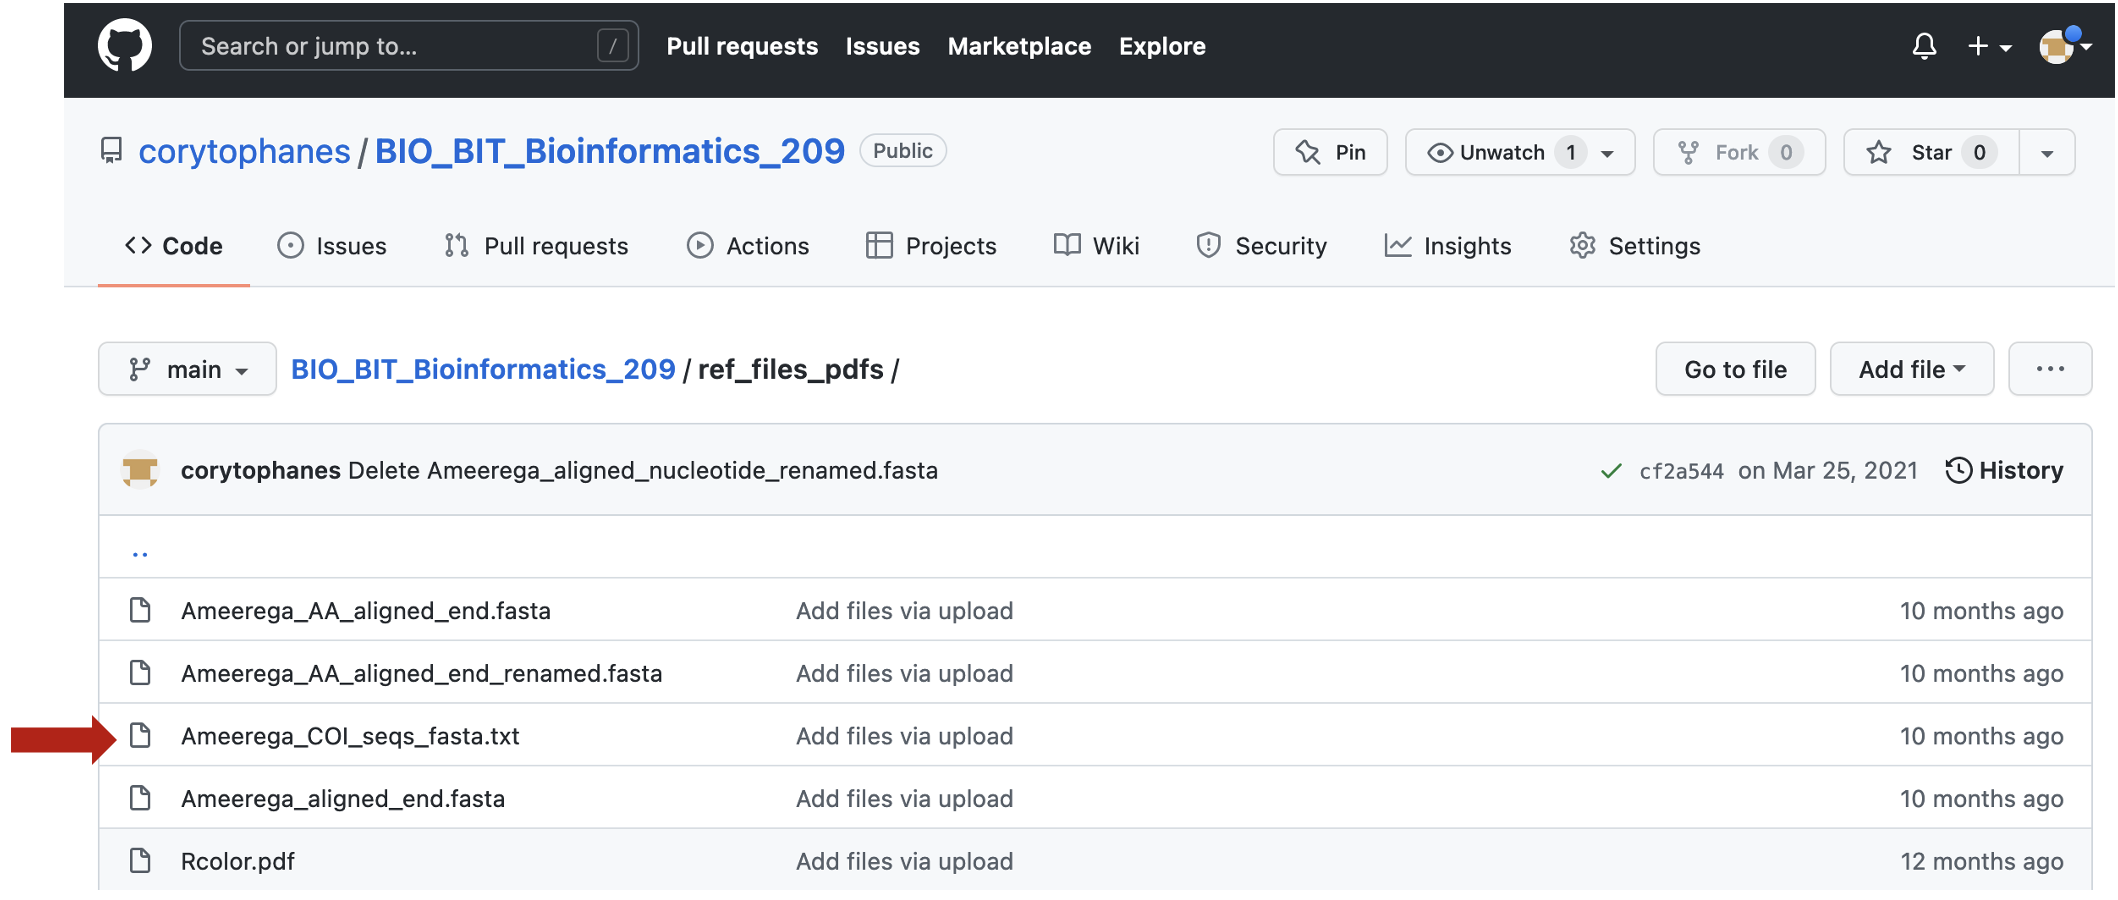 Search or jump to... / Pull requests Issues Marketplace Explore
corytophanes / BIO_BIT_Bioinformatics_209 Public Pin Unwatch 1 Fork 0 Star 0
Code Issues Pull requests Actions Projects Wiki Security Insights Settings
main BIO_BIT_Bioinformatics_209 / ref_files_pdfs / Go to file Add file ...
corytophanes Delete Ameerega_aligned_nucleotide_renamed.fasta cf2a544 on Mar 25, 2021 History
..
Ameerega_AA_aligned_end.fasta Add files via upload 10 months ago
Ameerega_AA_aligned_end_renamed.fasta Add files via upload 10 months ago
Ameerega_COI_seqs_fasta.txt Add files via upload 10 months ago
Ameerega_aligned_end.fasta Add files via upload 10 months ago
Rcolor.pdf Add files via upload 12 months ago